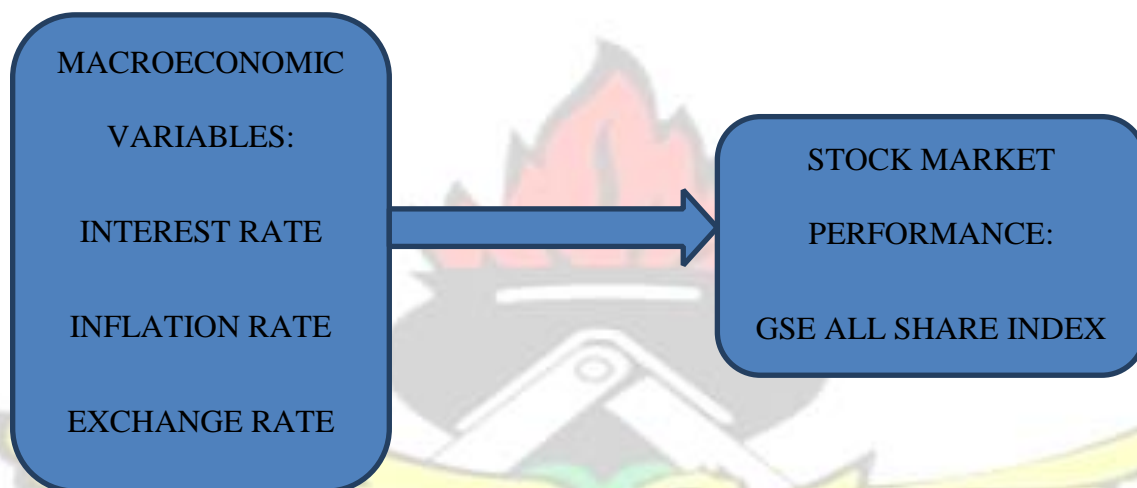 MACROECONOMIC
VARIABLES:
INTEREST RATE
INFLATION RATE
EXCHANGE RATE
STOCK MARKET
PERFORMANCE:
GSE ALL SHARE INDEX